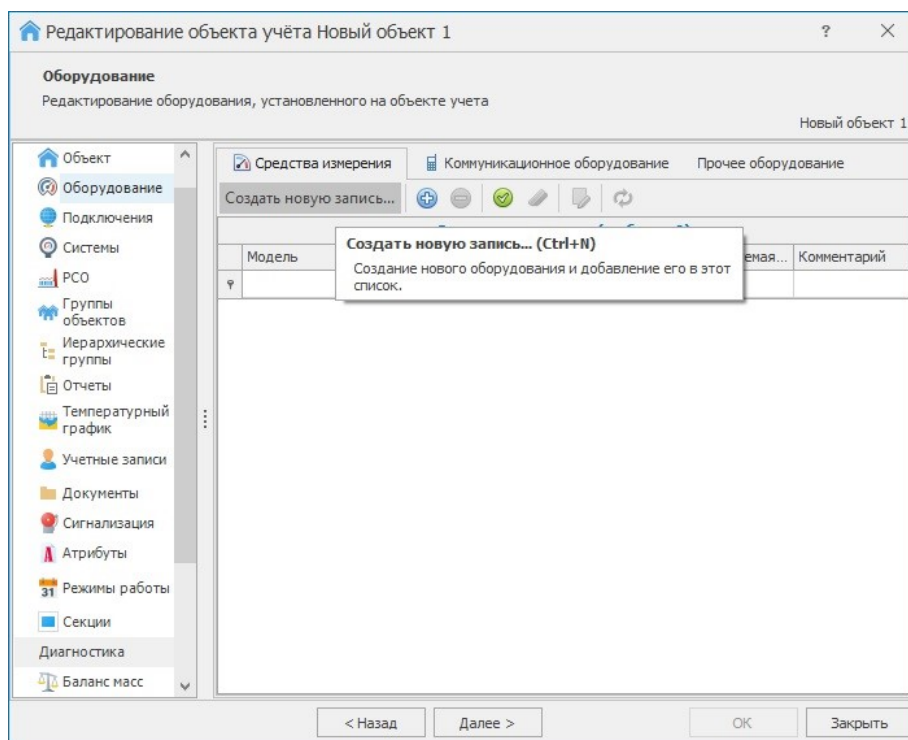 Редактирование объекта учёта Новый объект 1
?
Оборудование
Редактирование оборудования, установленного на объекте учета
Новый объект 1
Объект
Оборудование
Подключения
Системы
РСО
Группы
объектов
Иерархические
группы
Отчеты
Температурный
график
Учетные записи
Документы
Сигнализация
Атрибуты
31 Режимы работы
Секции
Диагностика
Баланс масс
Средства измерения
Коммуникационное оборудование
Прочее оборудование
Создать новую запись...
Модель
емая...
Комментарий
Создать новую запись... (Ctrl+N)
Создание нового оборудования и добавление его в этот
список.
< Назад
Далее >
ОК
Закрыть